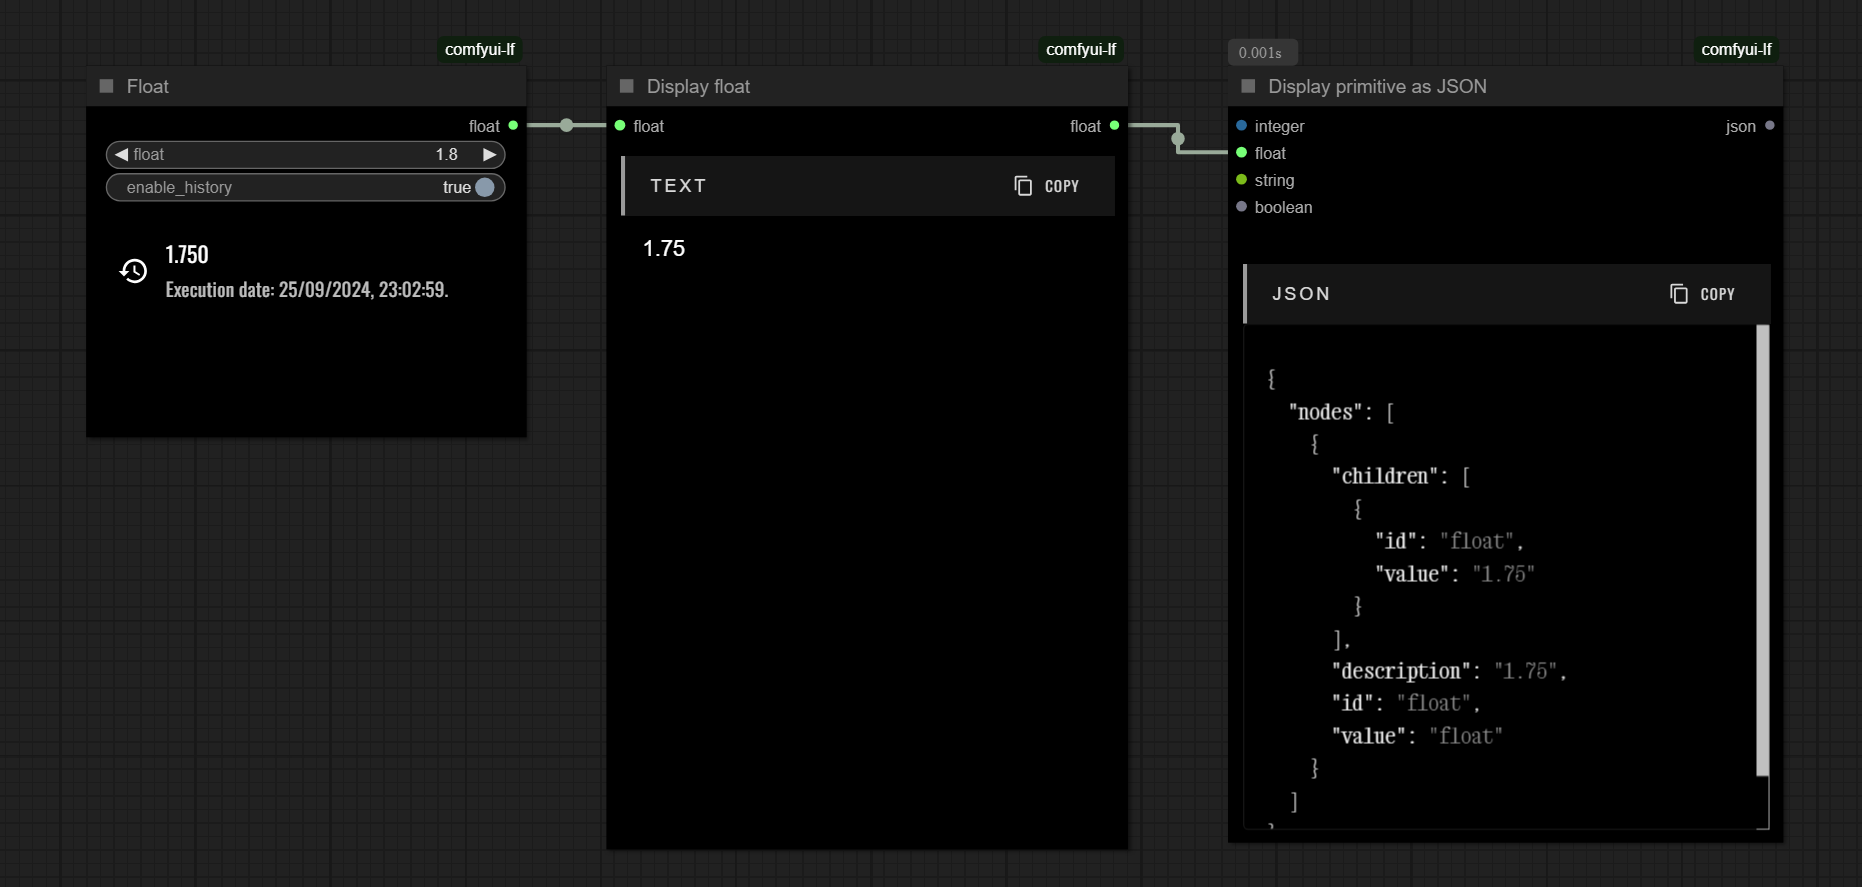 comfyui-lf
Float
float
float 1.8
enable_history true
1.750
Execution date: 25/09/2024, 23:02:59.
comfyui-lf
Display float
float float
TEXT COPY
1.75
0.001s comfyui-lf
Display primitive as JSON
integer json
float
string
boolean
JSON COPY
{
"nodes": [
{
"children": [
{
"id": "float",
"value": "1.75"
}
],
"description": "1.75",
"id": "float",
"value": "float"
}
]